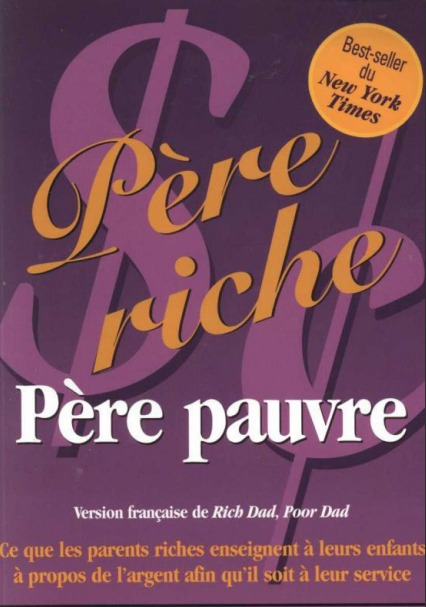 Best-seller
du
New York
Times
Père
riche
Père pauvre
Version française de Rich Dad, Poor Dad
Ce que les parents riches enseignent à leurs enfants
à propos de l'argent afin qu'il soit à leur service